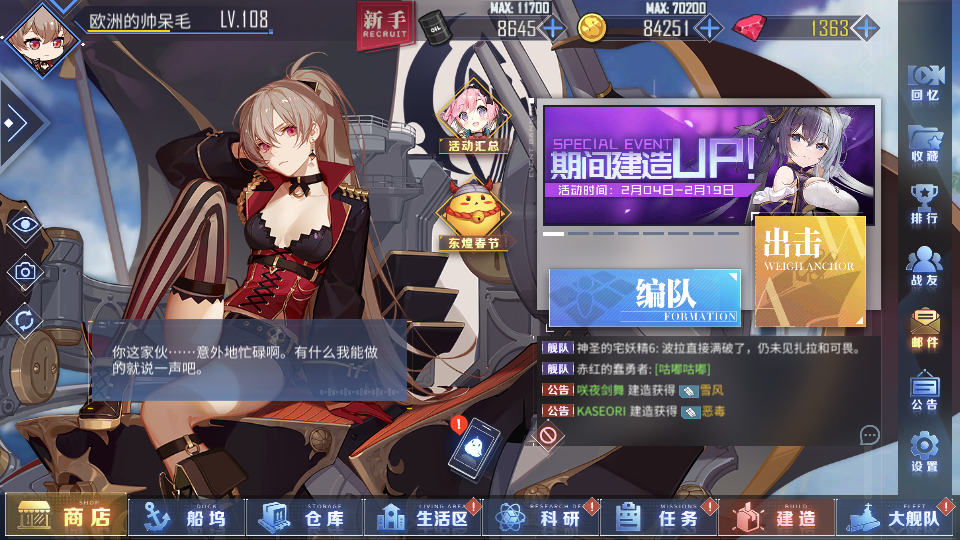 欧洲的帅呆毛 LV.108
新手
RECRUIT
MAX: 11700
8645
MAX: 70200
84251
1363
回忆
收藏
排行
战友
邮件
公告
设置
活动汇总
东煌春节
SPECIAL EVENT
期间建造UP!
活动时间：2月04日-2月19日
出击
WEIGH ANCHOR
编队
FORMATION
你这家伙……意外地忙碌啊。有什么我能做
的就说一声吧。
舰队 神圣的宅妖精6: 波拉直接满破了，仍未见扎拉和可畏。
舰队 赤红的蠢勇者: [咕嘟咕嘟]
公告 咲夜剑舞 建造获得 雪风
公告 KASEORI 建造获得 恶毒
SHOP
商店
DOCK
船坞
STORAGE
仓库
LIVING AREA
生活区
科研
MISSIONS
任务
BUILD
建造
FLEET
大舰队